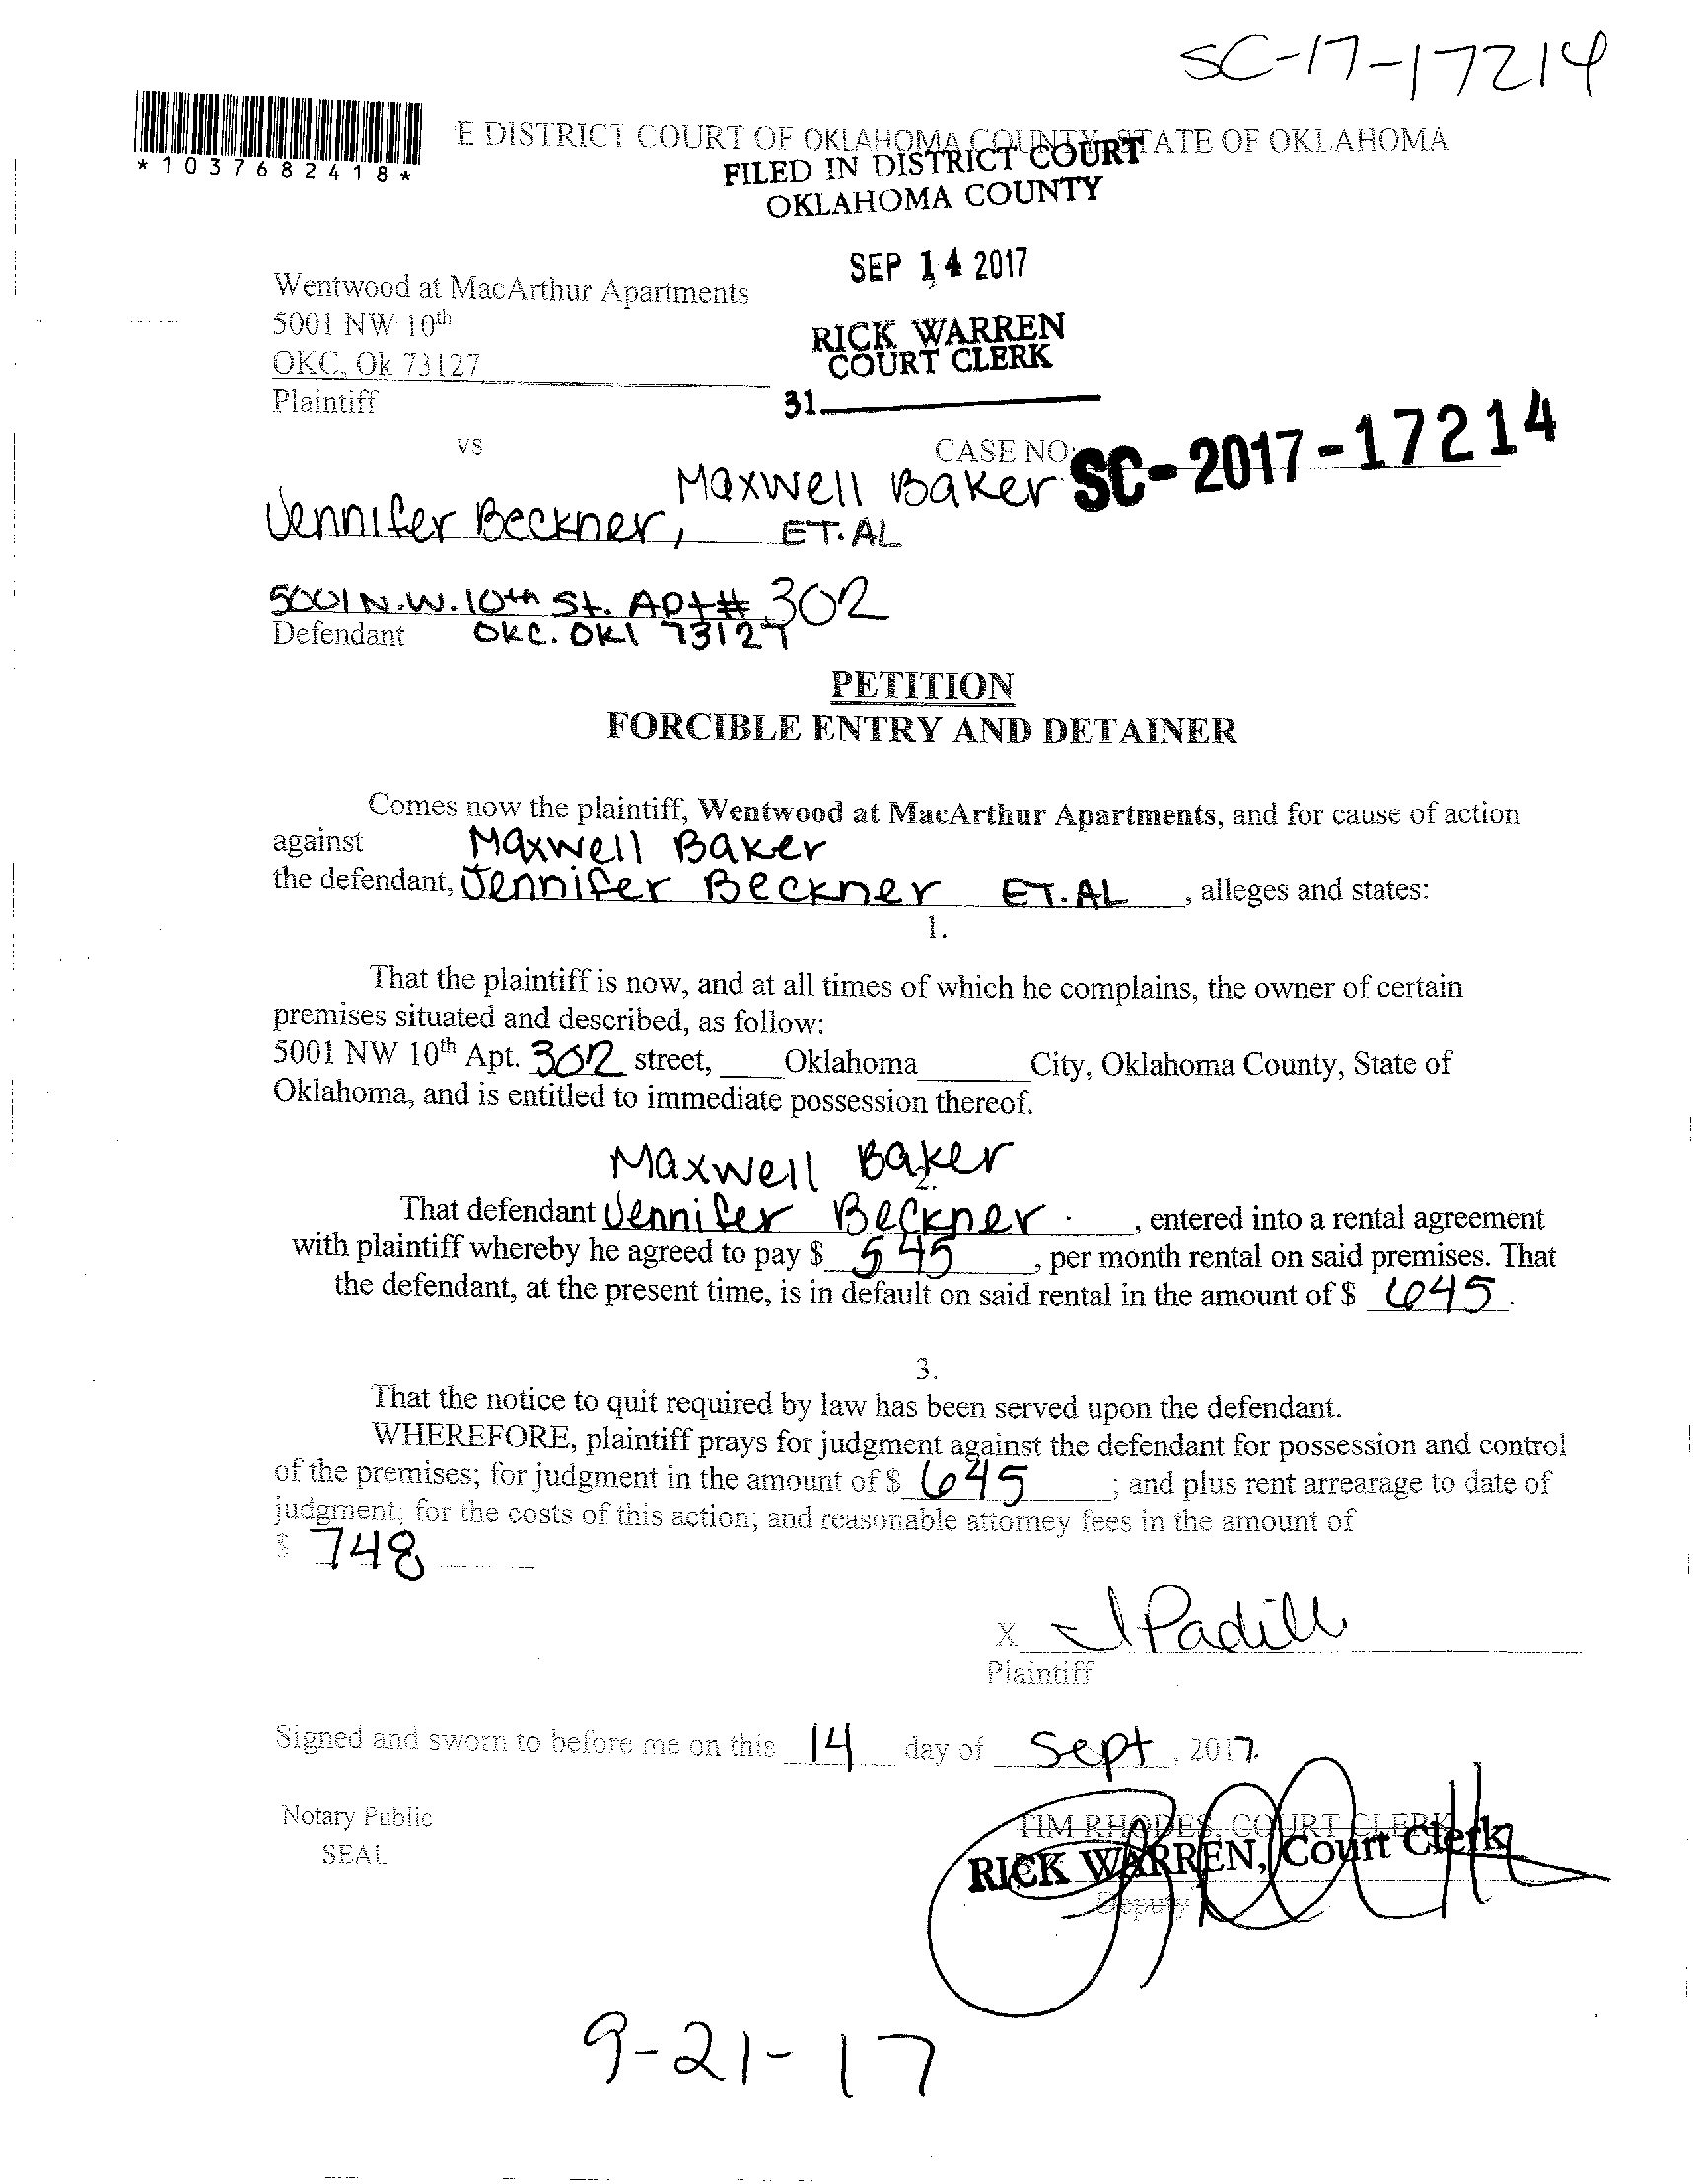 SC-17-17214
*1037682418*
E DISTRICT COURT OF OKLAHOMA COUNTY STATE OF OKLAHOMA
FILED IN DISTRICT COURT
OKLAHOMA COUNTY
SEP 14 2017
Wentwood at MacArthur Apartments
5001 NW 10th
RICK WARREN
COURT CLERK
OKC, Ok 73127
Plaintiff
31
vs
CASE NO: SC-2017-17214
Maxwell Baker
Jennifer Beckner, ET.AL
5001 N.W. 10th St. Apt# 302
Defendant OKC. OKl 73127
PETITION
FORCIBLE ENTRY AND DETAINER
Comes now the plaintiff, Wentwood at MacArthur Apartments, and for cause of action
against Maxwell Baker
the defendant, Jennifer Beckner ET.AL, alleges and states:
1.
That the plaintiff is now, and at all times of which he complains, the owner of certain
premises situated and described, as follow:
5001 NW 10th Apt. 302 street, Oklahoma City, Oklahoma County, State of
Oklahoma, and is entitled to immediate possession thereof.
Maxwell Baker
2.
That defendant Jennifer Beckner, entered into a rental agreement
with plaintiff whereby he agreed to pay $ 545, per month rental on said premises. That
the defendant, at the present time, is in default on said rental in the amount of $ 645.
3.
That the notice to quit required by law has been served upon the defendant.
WHEREFORE, plaintiff prays for judgment against the defendant for possession and control
of the premises; for judgment in the amount of $ 645; and plus rent arrearage to date of
judgment; for the costs of this action; and reasonable attorney fees in the amount of
$ 748
X JPadill
Plaintiff
Signed and sworn to before me on this 14 day of Sept, 2017.
Notary Public
SEAL
TIM RHODES, COURT CLERK
RICK WARREN, Court Clerk
Deputy
9-21-17